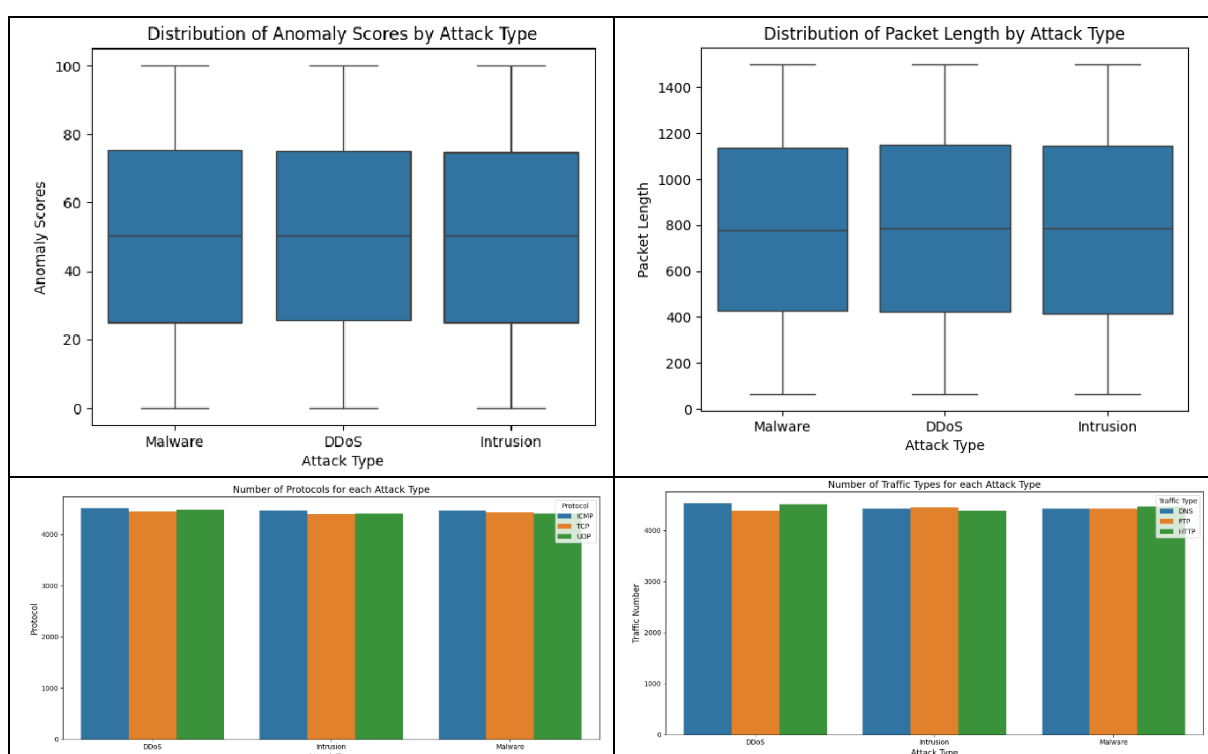 Distribution of Anomaly Scores by Attack Type
100
80
60
40
20
0
Anomaly Scores
Malware
DDoS
Intrusion
Attack Type
Distribution of Packet Length by Attack Type
1400
1200
1000
800
600
400
200
0
Packet Length
Malware
DDoS
Intrusion
Attack Type
Number of Protocols for each Attack Type
Protocol
ICMP
TCP
UDP
4000
3000
2000
1000
0
Protocol
DDoS
Intrusion
Malware
Number of Traffic Types for each Attack Type
Traffic Type
DNS
FTP
HTTP
4000
3000
2000
1000
0
Traffic Number
DDoS
Intrusion
Malware
Attack Type